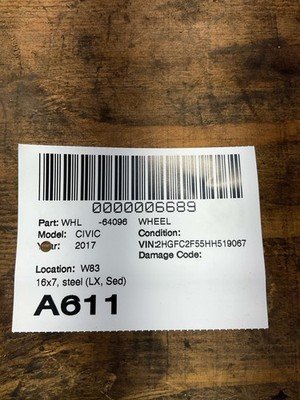 0000006689
Part: WHL -64096 WHEEL
Model: CIVIC Condition:
Year: 2017 VIN:2HGFC2F55HH519067
Damage Code:
Location: W83
16x7, steel (LX, Sed)
A611